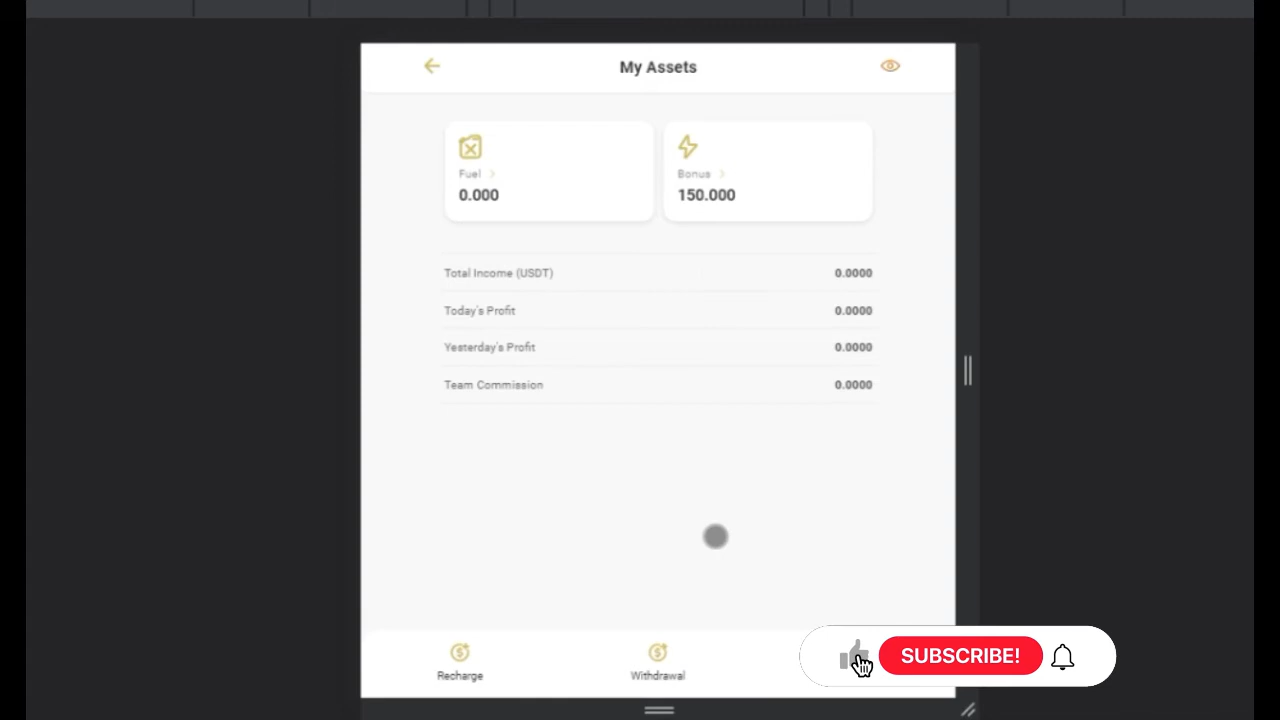 My Assets
Fuel
0.000
Bonus
150.000
Total Income (USDT) 0.0000
Today's Profit 0.0000
Yesterday's Profit 0.0000
Team Commission 0.0000
Recharge
Withdrawal
SUBSCRIBE!